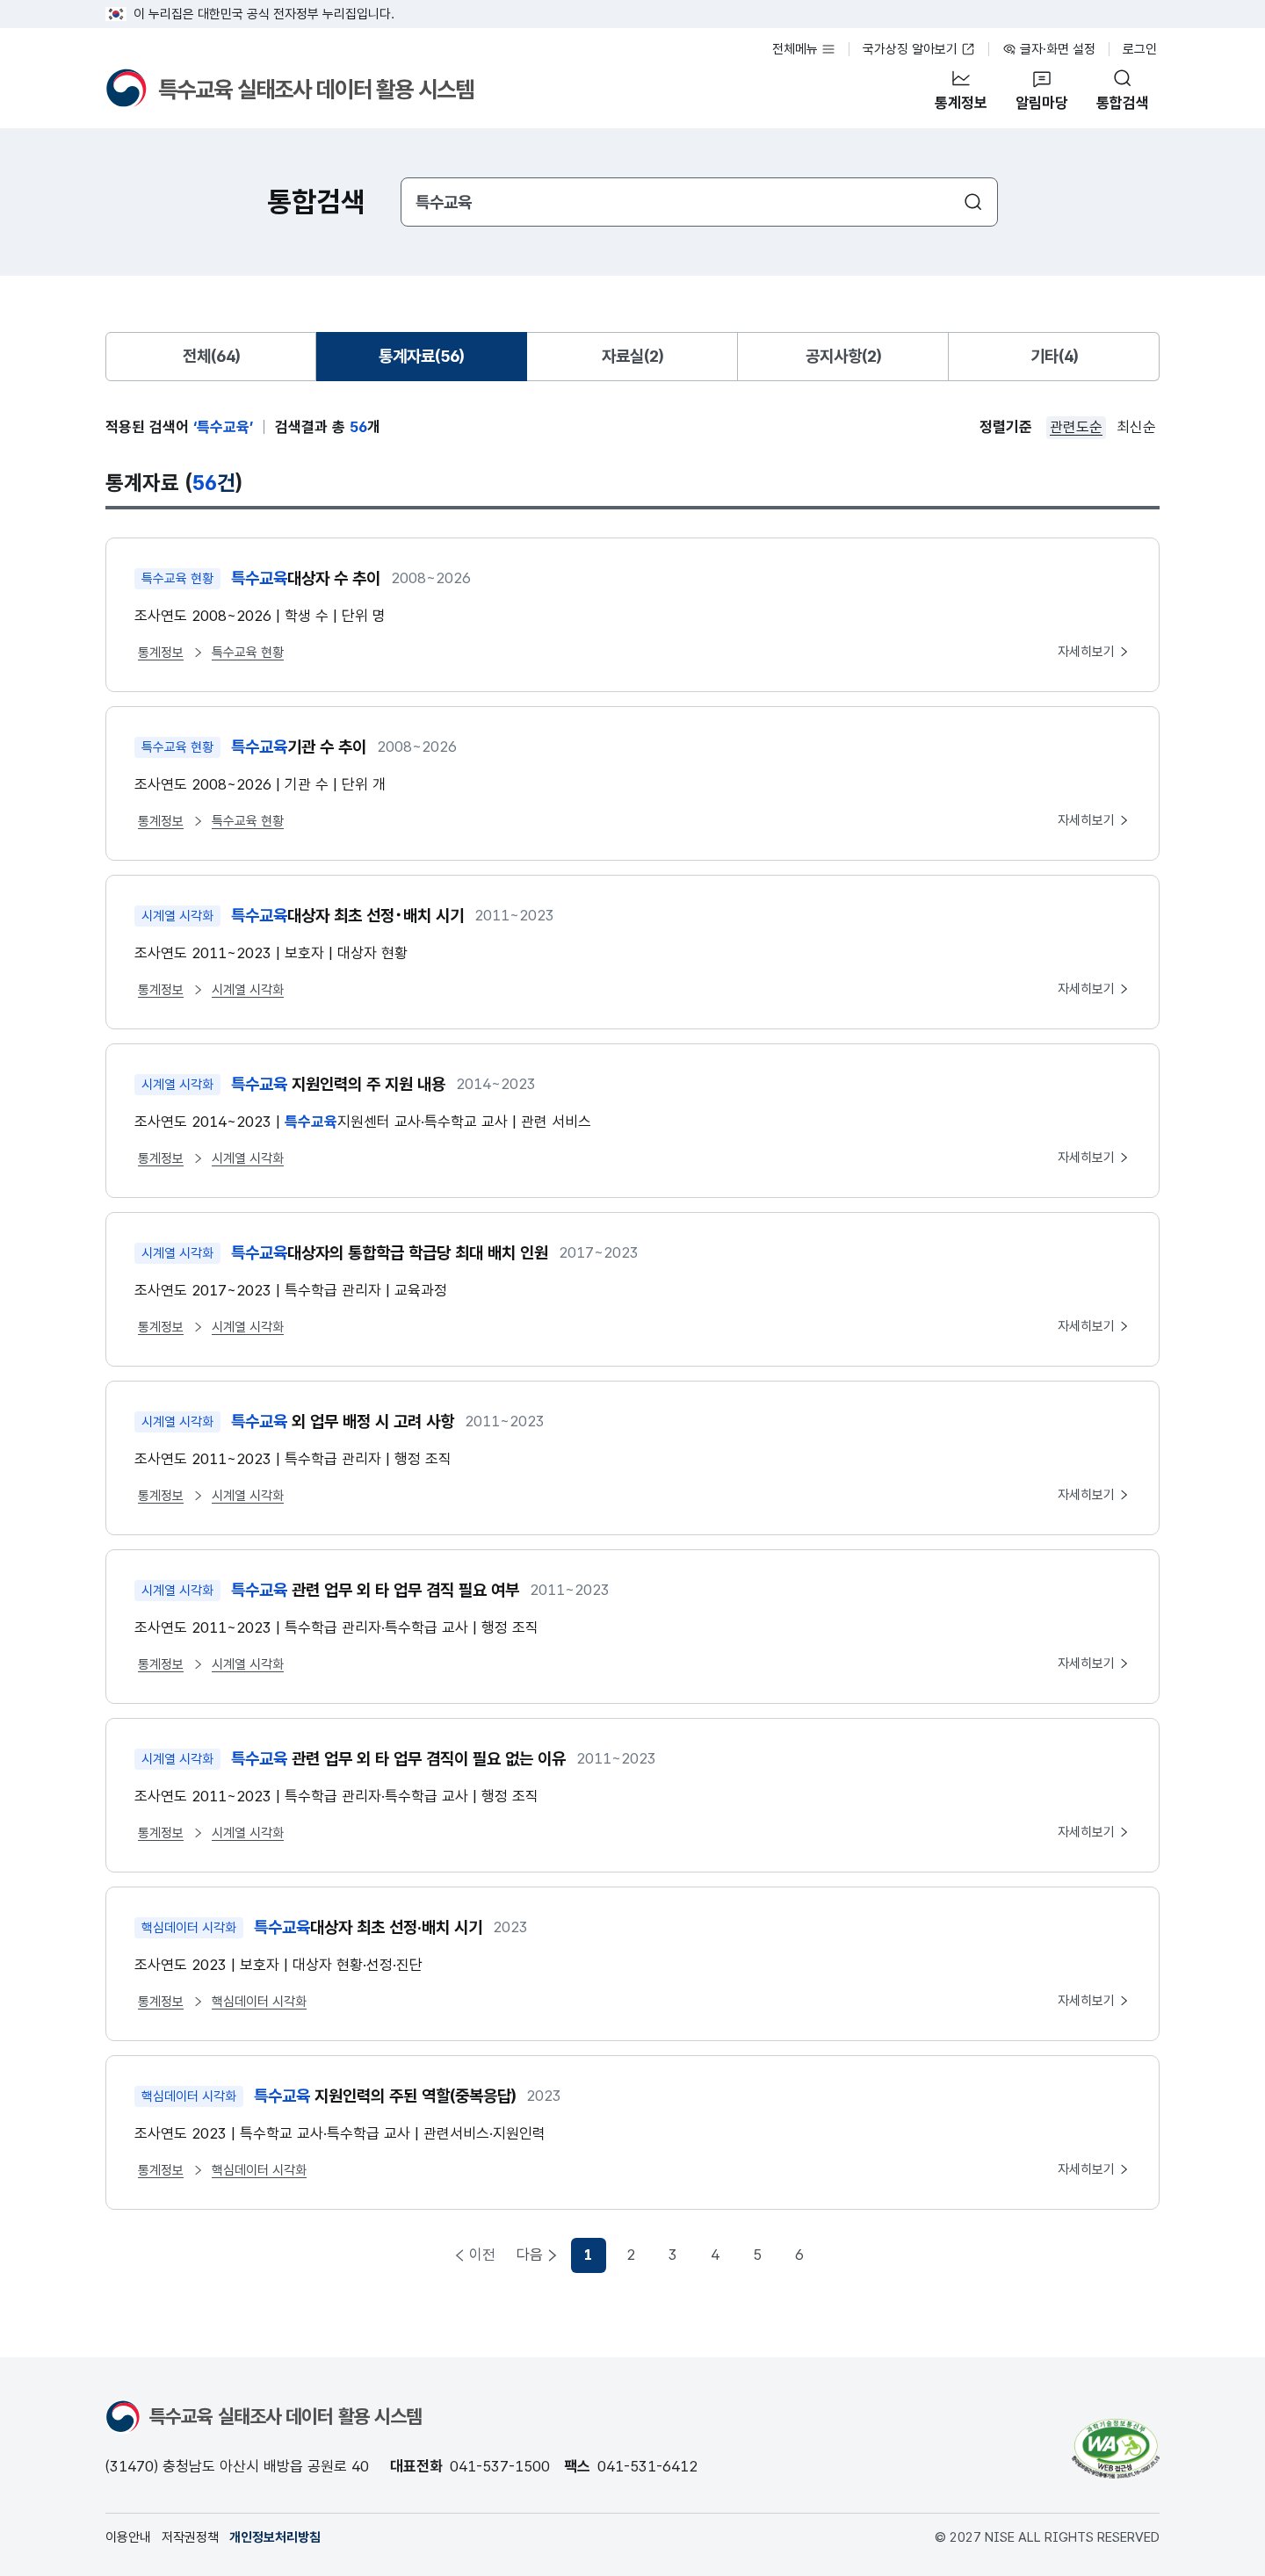 이 누리집은 대한민국 공식 전자정부 누리집입니다.
전체메뉴 국가상징 알아보기 글자·화면 설정 로그인
특수교육 실태조사 데이터 활용 시스템
통계정보 알림마당 통합검색
통합검색 특수교육
전체(64) 통계자료(56) 자료실(2) 공지사항(2) 기타(4)
적용된 검색어 ‘특수교육’ | 검색결과 총 56개 정렬기준 관련도순 최신순
통계자료 (56건)
특수교육 현황 특수교육대상자 수 추이 2008~2026
조사연도 2008~2026 | 학생 수 | 단위 명
통계정보 > 특수교육 현황 자세히보기 >
특수교육 현황 특수교육기관 수 추이 2008~2026
조사연도 2008~2026 | 기관 수 | 단위 개
통계정보 > 특수교육 현황 자세히보기 >
시계열 시각화 특수교육대상자 최초 선정･배치 시기 2011~2023
조사연도 2011~2023 | 보호자 | 대상자 현황
통계정보 > 시계열 시각화 자세히보기 >
시계열 시각화 특수교육 지원인력의 주 지원 내용 2014~2023
조사연도 2014~2023 | 특수교육지원센터 교사·특수학교 교사 | 관련 서비스
통계정보 > 시계열 시각화 자세히보기 >
시계열 시각화 특수교육대상자의 통합학급 학급당 최대 배치 인원 2017~2023
조사연도 2017~2023 | 특수학급 관리자 | 교육과정
통계정보 > 시계열 시각화 자세히보기 >
시계열 시각화 특수교육 외 업무 배정 시 고려 사항 2011~2023
조사연도 2011~2023 | 특수학급 관리자 | 행정 조직
통계정보 > 시계열 시각화 자세히보기 >
시계열 시각화 특수교육 관련 업무 외 타 업무 겸직 필요 여부 2011~2023
조사연도 2011~2023 | 특수학급 관리자·특수학급 교사 | 행정 조직
통계정보 > 시계열 시각화 자세히보기 >
시계열 시각화 특수교육 관련 업무 외 타 업무 겸직이 필요 없는 이유 2011~2023
조사연도 2011~2023 | 특수학급 관리자·특수학급 교사 | 행정 조직
통계정보 > 시계열 시각화 자세히보기 >
핵심데이터 시각화 특수교육대상자 최초 선정·배치 시기 2023
조사연도 2023 | 보호자 | 대상자 현황·선정·진단
통계정보 > 핵심데이터 시각화 자세히보기 >
핵심데이터 시각화 특수교육 지원인력의 주된 역할(중복응답) 2023
조사연도 2023 | 특수학교 교사·특수학급 교사 | 관련서비스·지원인력
통계정보 > 핵심데이터 시각화 자세히보기 >
< 이전 다음 > 1 2 3 4 5 6
특수교육 실태조사 데이터 활용 시스템
(31470) 충청남도 아산시 배방읍 공원로 40 대표전화 041-537-1500 팩스 041-531-6412
과학기술정보통신부
WA
WEB 접근성
이용안내 저작권정책 개인정보처리방침 © 2027 NISE ALL RIGHTS RESERVED